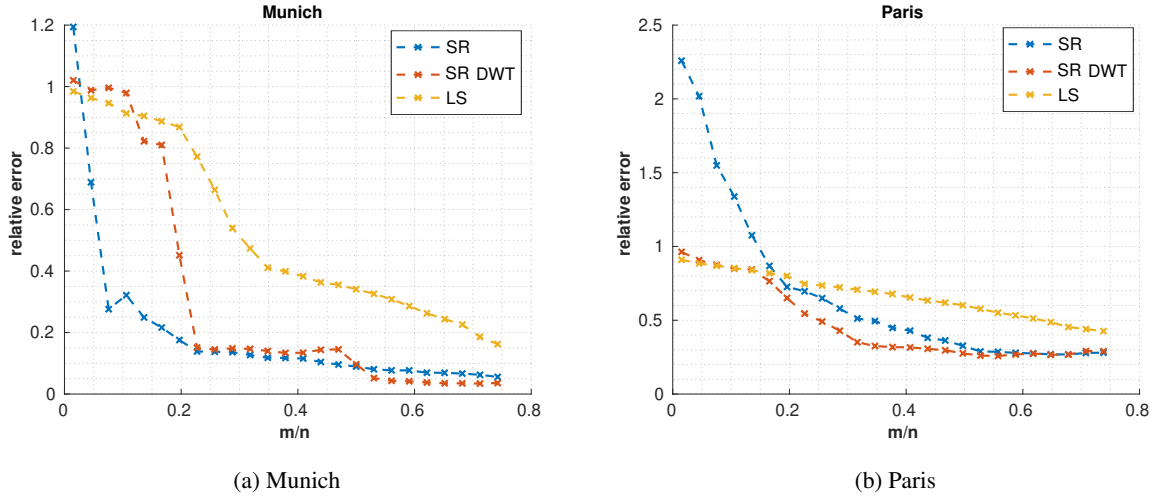 Munich
1.2
1
0.8
0.6
0.4
0.2
0
relative error
0
0.2
0.4
0.6
0.8
m/n
SR
SR DWT
LS
(a) Munich
Paris
2.5
2
1.5
1
0.5
0
relative error
0
0.2
0.4
0.6
0.8
m/n
SR
SR DWT
LS
(b) Paris